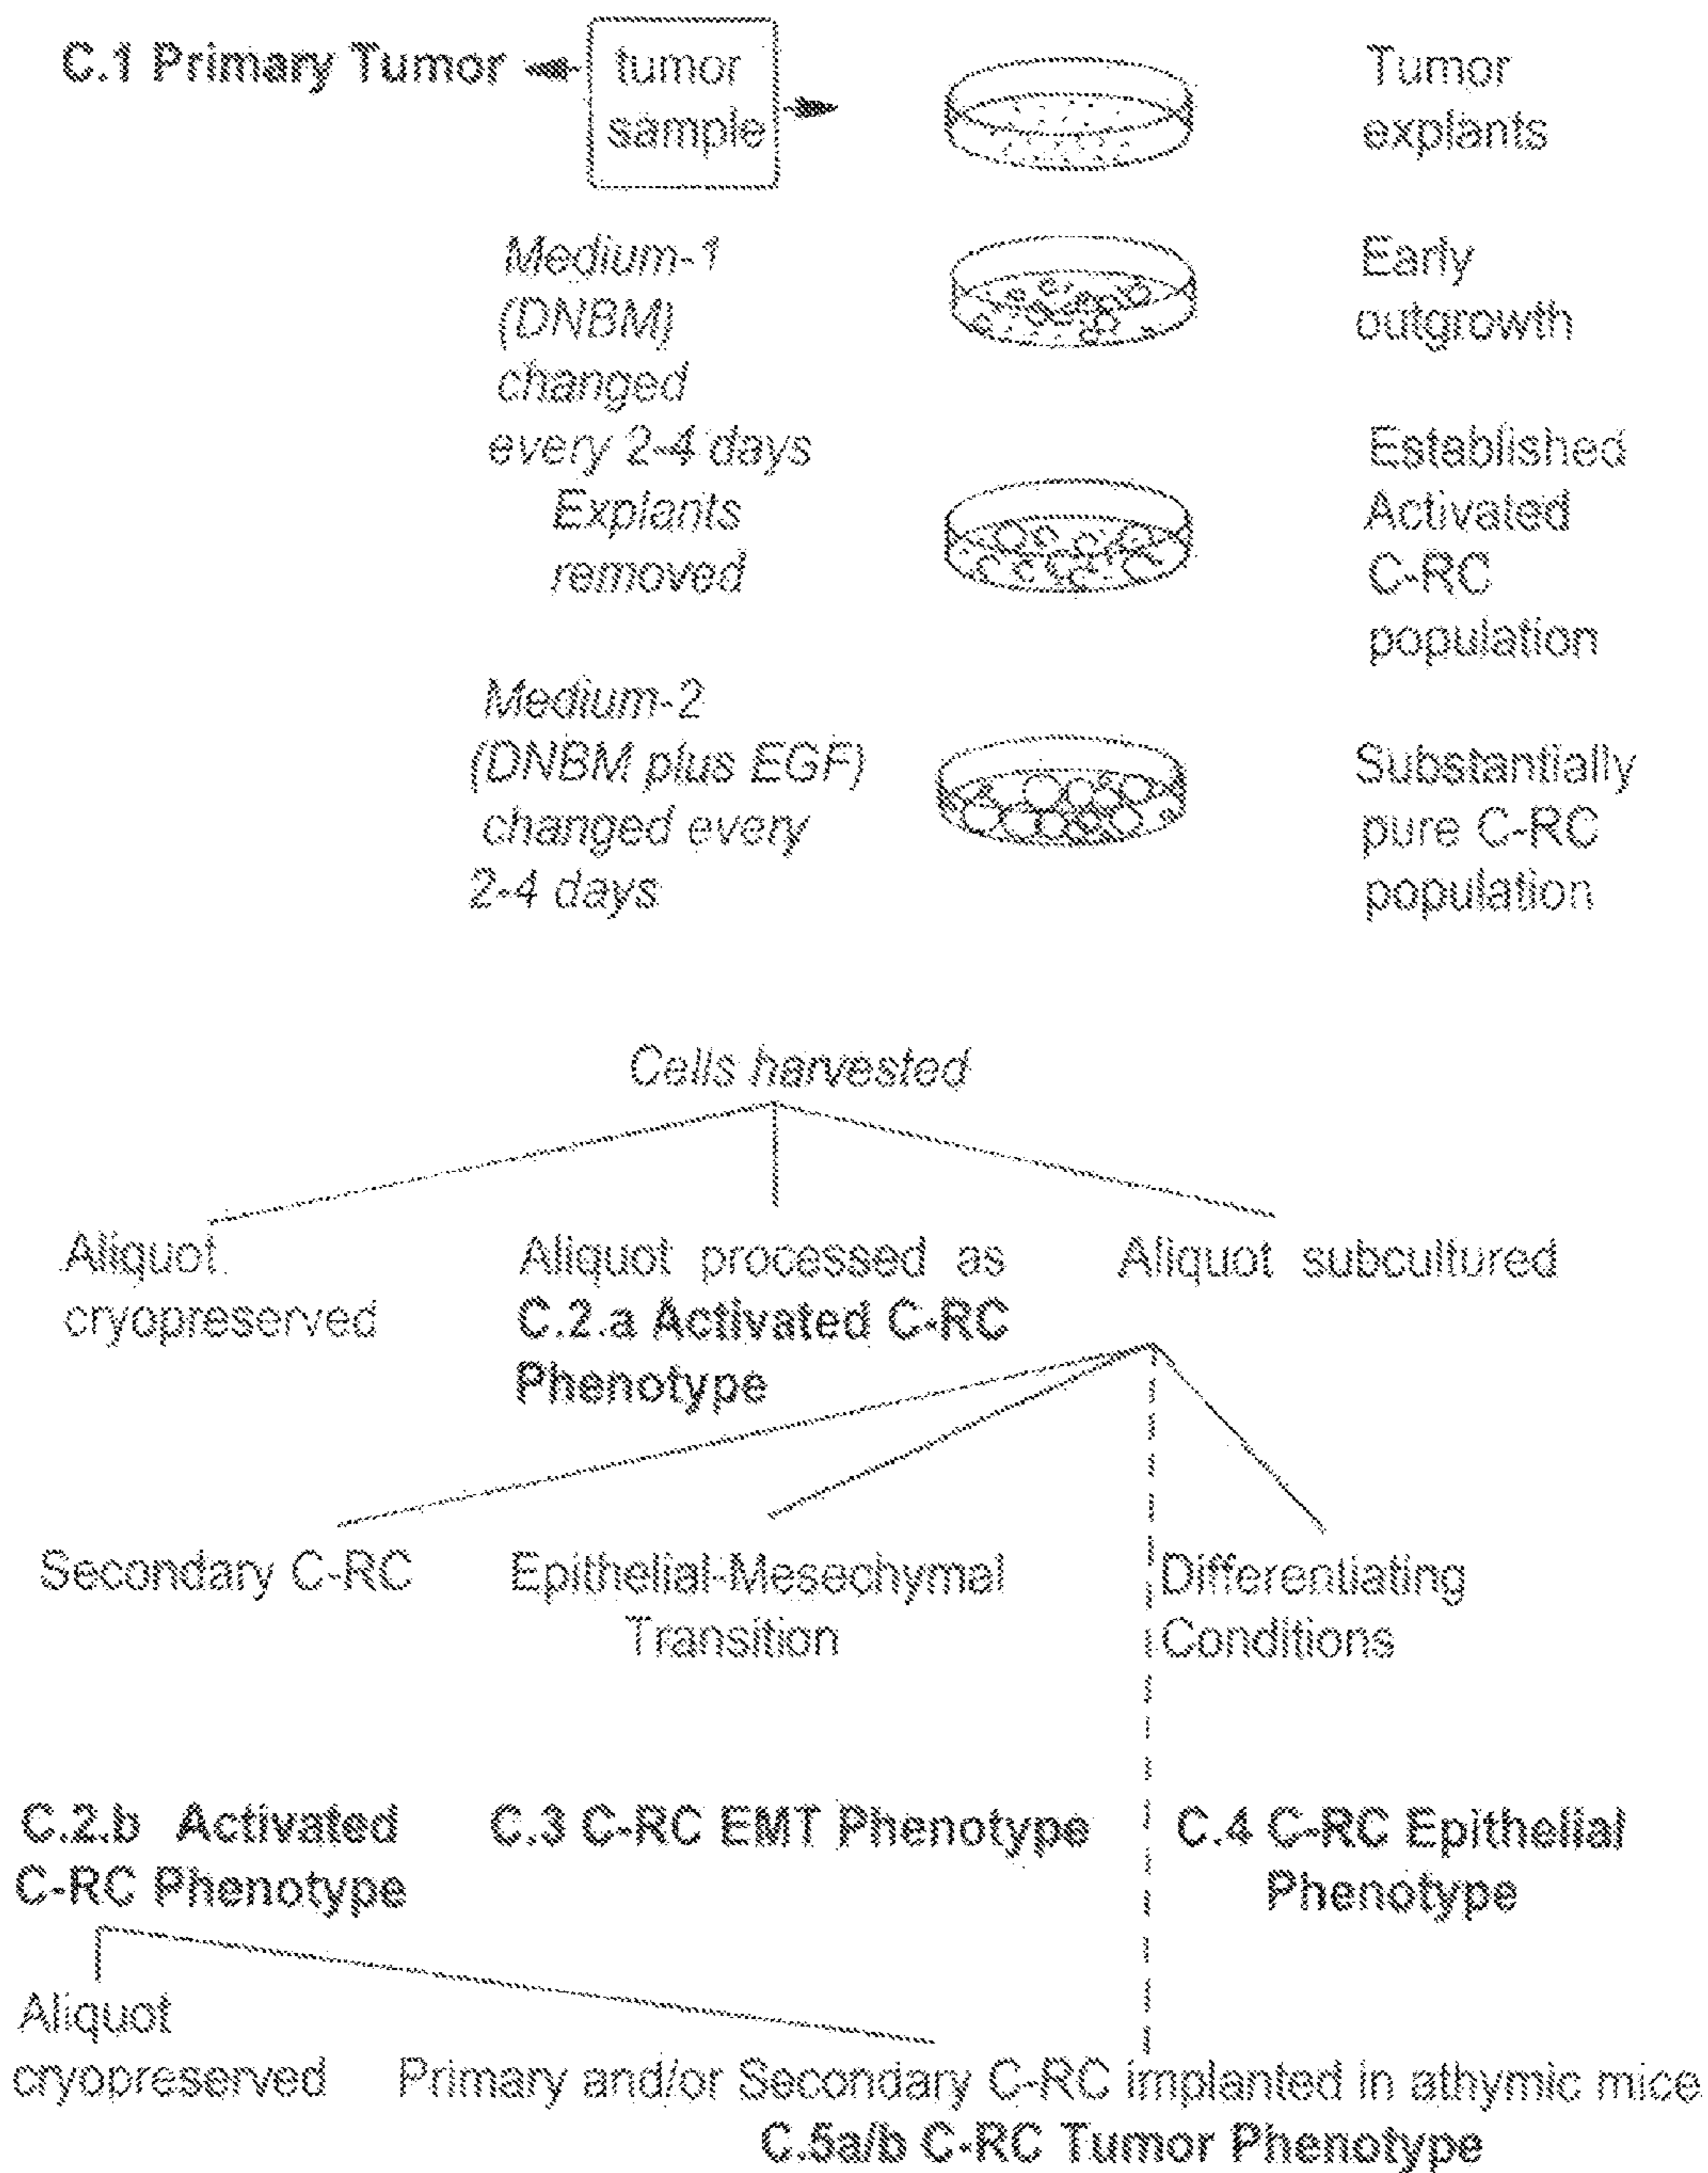 C.1 Primary Tumor
tumor
sample
Tumor
explants
Medium-1
(DNBM)
changed
every 2-4 days
Early
outgrowth
Explants
removed
Established
Activated
C-RC
population
Medium-2
(DNBM plus EGF)
changed every
2-4 days
Substantially
pure C-RC
population
Cells harvested
Aliquot
cryopreserved
Aliquot processed as
C.2.a Activated C-RC
Phenotype
Aliquot subcultured
Secondary C-RC
Epithelial-Mesechymal
Transition
Differentiating
Conditions
C.2.b Activated
C-RC Phenotype
C.3 C-RC EMT Phenotype
C.4 C-RC Epithelial
Phenotype
Aliquot
cryopreserved
Primary and/or Secondary C-RC implanted in athymic mice
C.5a/b C-RC Tumor Phenotype